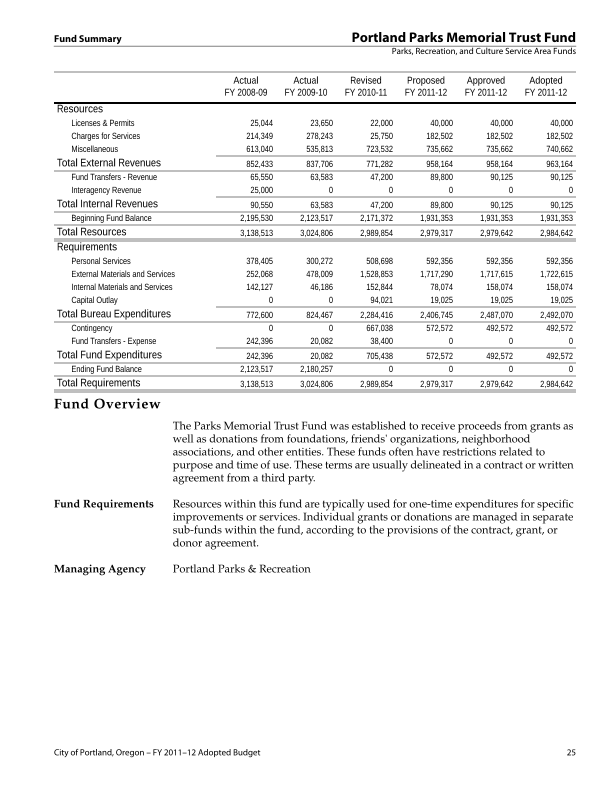 Fund Summary
Portland Parks Memorial Trust Fund
Parks, Recreation, and Culture Service Area Funds
Actual Actual Revised Proposed Approved Adopted
FY 2008-09 FY 2009-10 FY 2010-11 FY 2011-12 FY 2011-12 FY 2011-12
Resources
Licenses & Permits 25,044 23,650 22,000 40,000 40,000 40,000
Charges for Services 214,349 278,243 25,750 182,502 182,502 182,502
Miscellaneous 613,040 535,813 723,532 735,662 735,662 740,662
Total External Revenues 852,433 837,706 771,282 958,164 958,164 963,164
Fund Transfers - Revenue 65,550 63,583 47,200 89,800 90,125 90,125
Interagency Revenue 25,000 0 0 0 0 0
Total Internal Revenues 90,550 63,583 47,200 89,800 90,125 90,125
Beginning Fund Balance 2,195,530 2,123,517 2,171,372 1,931,353 1,931,353 1,931,353
Total Resources 3,138,513 3,024,806 2,989,854 2,979,317 2,979,642 2,984,642
Requirements
Personal Services 378,405 300,272 508,698 592,356 592,356 592,356
External Materials and Services 252,068 478,009 1,528,853 1,717,290 1,717,615 1,722,615
Internal Materials and Services 142,127 46,186 152,844 78,074 158,074 158,074
Capital Outlay 0 0 94,021 19,025 19,025 19,025
Total Bureau Expenditures 772,600 824,467 2,284,416 2,406,745 2,487,070 2,492,070
Contingency 0 0 667,038 572,572 492,572 492,572
Fund Transfers - Expense 242,396 20,082 38,400 0 0 0
Total Fund Expenditures 242,396 20,082 705,438 572,572 492,572 492,572
Ending Fund Balance 2,123,517 2,180,257 0 0 0 0
Total Requirements 3,138,513 3,024,806 2,989,854 2,979,317 2,979,642 2,984,642
Fund Overview
The Parks Memorial Trust Fund was established to receive proceeds from grants as
well as donations from foundations, friends' organizations, neighborhood
associations, and other entities. These funds often have restrictions related to
purpose and time of use. These terms are usually delineated in a contract or written
agreement from a third party.
Fund Requirements Resources within this fund are typically used for one-time expenditures for specific
improvements or services. Individual grants or donations are managed in separate
sub-funds within the fund, according to the provisions of the contract, grant, or
donor agreement.
Managing Agency Portland Parks & Recreation
City of Portland, Oregon – FY 2011–12 Adopted Budget 25